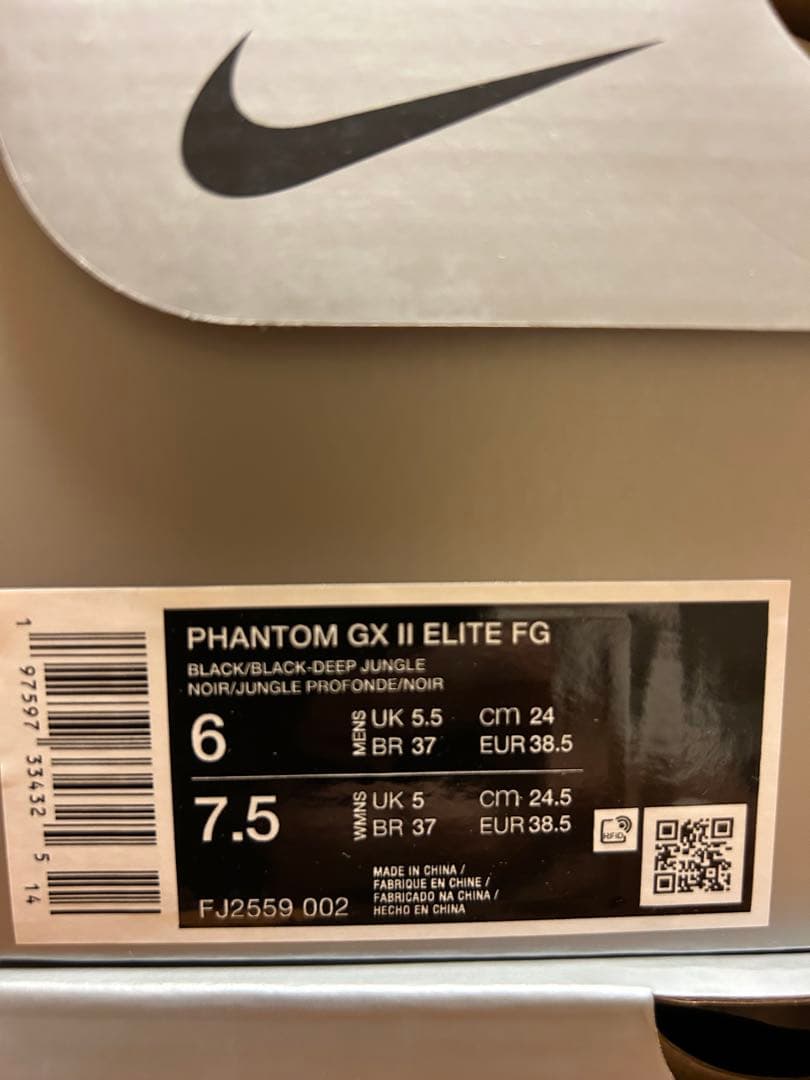 PHANTOM GX II ELITE FG
BLACK/BLACK-DEEP JUNGLE
NOIR/JUNGLE PROFONDE/NOIR
6 MENS UK 5.5 cm 24
BR 37 EUR 38.5
7.5 WMNS UK 5 cm 24.5
BR 37 EUR 38.5
RFID
FJ2559 002
MADE IN CHINA /
FABRIQUE EN CHINE /
FABRICADO NA CHINA /
HECHO EN CHINA
1 97597 33432 5 14